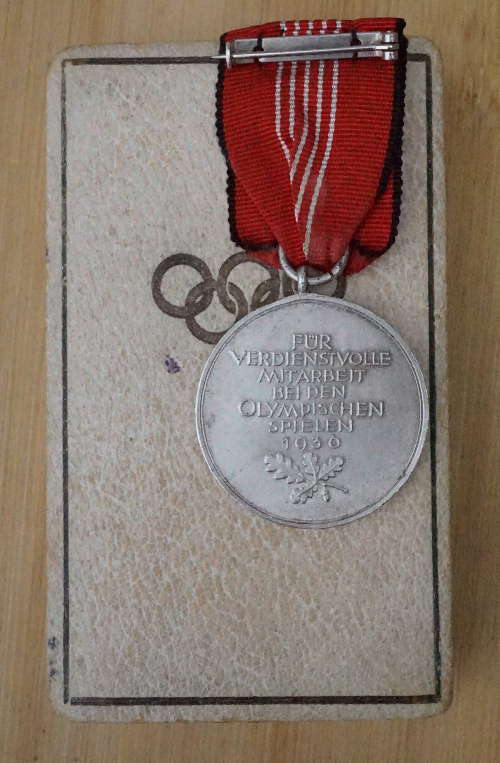 FÜR
VERDIENSTVOLLE
MITARBEIT
BEI DEN
OLYMPISCHEN
SPIELEN
1936